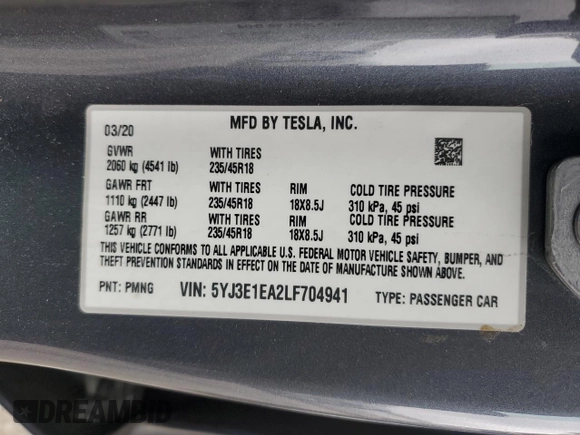 03/20 MFD BY TESLA, INC.
GVWR WITH TIRES
2060 kg (4541 lb) 235/45R18
GAWR FRT WITH TIRES RIM COLD TIRE PRESSURE
1110 kg (2447 lb) 235/45R18 18X8.5J 310 kPa, 45 psi
GAWR RR WITH TIRES RIM COLD TIRE PRESSURE
1257 kg (2771 lb) 235/45R18 18X8.5J 310 kPa, 45 psi
THIS VEHICLE CONFORMS TO ALL APPLICABLE U.S. FEDERAL MOTOR VEHICLE SAFETY, BUMPER, AND
THEFT PREVENTION STANDARDS IN EFFECT ON THE DATE OF MANUFACTURE SHOWN ABOVE.
PNT: PMNG VIN: 5YJ3E1EA2LF704941 TYPE: PASSENGER CAR
DREAMBID